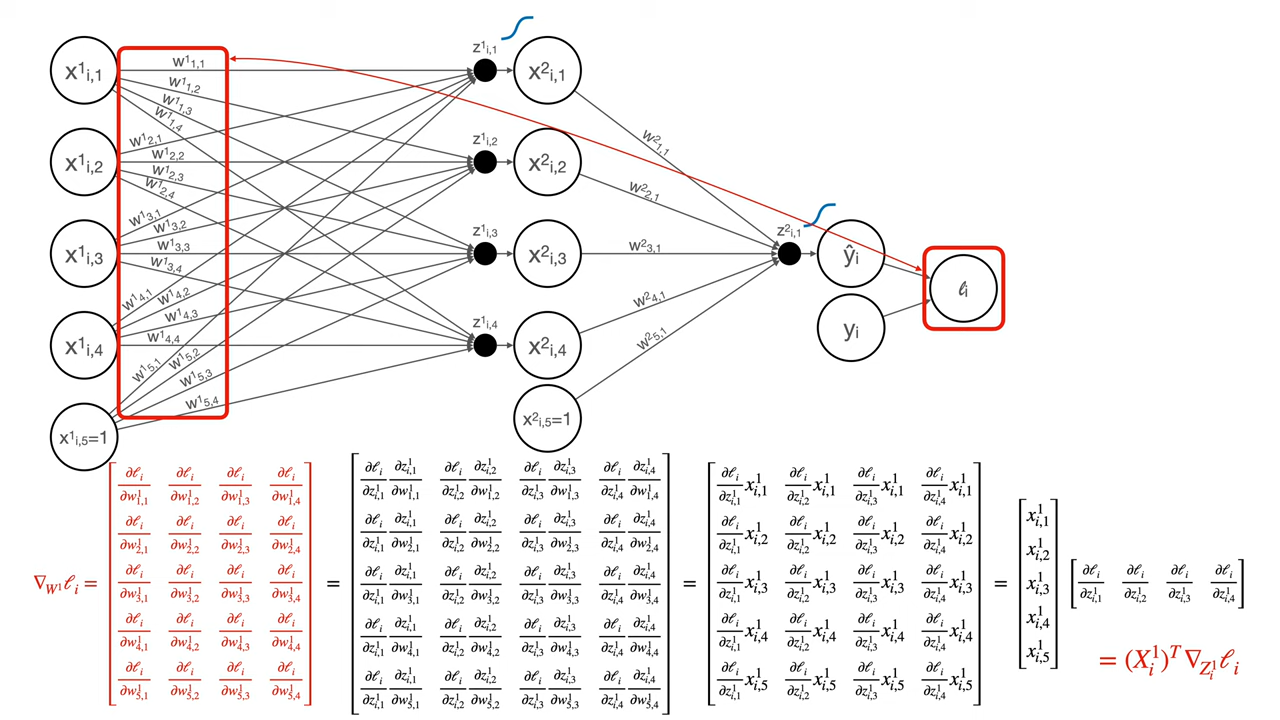 x¹ᵢ,₁ w¹₁,₁ z¹ᵢ,₁ x²ᵢ,₁
w¹₁,₂
w¹₁,₃
w¹₁,₄
w²₁,₁
x¹ᵢ,₂ w¹₂,₁ z¹ᵢ,₂ x²ᵢ,₂
w¹₂,₂
w¹₂,₃
w¹₂,₄
w²₂,₁
x¹ᵢ,₃ w¹₃,₁ z¹ᵢ,₃ x²ᵢ,₃ w²₃,₁ z²ᵢ,₁ ŷᵢ
w¹₃,₂
w¹₃,₃
w¹₃,₄
ℓᵢ
yᵢ
x¹ᵢ,₄ w¹₄,₁ z¹ᵢ,₄ x²ᵢ,₄ w²₄,₁
w¹₄,₂
w¹₄,₃
w¹₄,₄
w¹₅,₁
w¹₅,₂
w¹₅,₃
w¹₅,₄
w²₅,₁
x¹ᵢ,₅=1 x²ᵢ,₅=1
∇_{W¹}ℓᵢ =
[∂ℓᵢ/∂w¹₁,₁ ∂ℓᵢ/∂w¹₁,₂ ∂ℓᵢ/∂w¹₁,₃ ∂ℓᵢ/∂w¹₁,₄
∂ℓᵢ/∂w¹₂,₁ ∂ℓᵢ/∂w¹₂,₂ ∂ℓᵢ/∂w¹₂,₃ ∂ℓᵢ/∂w¹₂,₄
∂ℓᵢ/∂w¹₃,₁ ∂ℓᵢ/∂w¹₃,₂ ∂ℓᵢ/∂w¹₃,₃ ∂ℓᵢ/∂w¹₃,₄
∂ℓᵢ/∂w¹₄,₁ ∂ℓᵢ/∂w¹₄,₂ ∂ℓᵢ/∂w¹₄,₃ ∂ℓᵢ/∂w¹₄,₄
∂ℓᵢ/∂w¹₅,₁ ∂ℓᵢ/∂w¹₅,₂ ∂ℓᵢ/∂w¹₅,₃ ∂ℓᵢ/∂w¹₅,₄]
=
[∂ℓᵢ/∂z¹ᵢ,₁ ∂z¹ᵢ,₁/∂w¹₁,₁ ∂ℓᵢ/∂z¹ᵢ,₂ ∂z¹ᵢ,₂/∂w¹₁,₂ ∂ℓᵢ/∂z¹ᵢ,₃ ∂z¹ᵢ,₃/∂w¹₁,₃ ∂ℓᵢ/∂z¹ᵢ,₄ ∂z¹ᵢ,₄/∂w¹₁,₄
∂ℓᵢ/∂z¹ᵢ,₁ ∂z¹ᵢ,₁/∂w¹₂,₁ ∂ℓᵢ/∂z¹ᵢ,₂ ∂z¹ᵢ,₂/∂w¹₂,₂ ∂ℓᵢ/∂z¹ᵢ,₃ ∂z¹ᵢ,₃/∂w¹₂,₃ ∂ℓᵢ/∂z¹ᵢ,₄ ∂z¹ᵢ,₄/∂w¹₂,₄
∂ℓᵢ/∂z¹ᵢ,₁ ∂z¹ᵢ,₁/∂w¹₃,₁ ∂ℓᵢ/∂z¹ᵢ,₂ ∂z¹ᵢ,₂/∂w¹₃,₂ ∂ℓᵢ/∂z¹ᵢ,₃ ∂z¹ᵢ,₃/∂w¹₃,₃ ∂ℓᵢ/∂z¹ᵢ,₄ ∂z¹ᵢ,₄/∂w¹₃,₄
∂ℓᵢ/∂z¹ᵢ,₁ ∂z¹ᵢ,₁/∂w¹₄,₁ ∂ℓᵢ/∂z¹ᵢ,₂ ∂z¹ᵢ,₂/∂w¹₄,₂ ∂ℓᵢ/∂z¹ᵢ,₃ ∂z¹ᵢ,₃/∂w¹₄,₃ ∂ℓᵢ/∂z¹ᵢ,₄ ∂z¹ᵢ,₄/∂w¹₄,₄
∂ℓᵢ/∂z¹ᵢ,₁ ∂z¹ᵢ,₁/∂w¹₅,₁ ∂ℓᵢ/∂z¹ᵢ,₂ ∂z¹ᵢ,₂/∂w¹₅,₂ ∂ℓᵢ/∂z¹ᵢ,₃ ∂z¹ᵢ,₃/∂w¹₅,₃ ∂ℓᵢ/∂z¹ᵢ,₄ ∂z¹ᵢ,₄/∂w¹₅,₄]
=
[∂ℓᵢ/∂z¹ᵢ,₁ x¹ᵢ,₁ ∂ℓᵢ/∂z¹ᵢ,₂ x¹ᵢ,₁ ∂ℓᵢ/∂z¹ᵢ,₃ x¹ᵢ,₁ ∂ℓᵢ/∂z¹ᵢ,₄ x¹ᵢ,₁
∂ℓᵢ/∂z¹ᵢ,₁ x¹ᵢ,₂ ∂ℓᵢ/∂z¹ᵢ,₂ x¹ᵢ,₂ ∂ℓᵢ/∂z¹ᵢ,₃ x¹ᵢ,₂ ∂ℓᵢ/∂z¹ᵢ,₄ x¹ᵢ,₂
∂ℓᵢ/∂z¹ᵢ,₁ x¹ᵢ,₃ ∂ℓᵢ/∂z¹ᵢ,₂ x¹ᵢ,₃ ∂ℓᵢ/∂z¹ᵢ,₃ x¹ᵢ,₃ ∂ℓᵢ/∂z¹ᵢ,₄ x¹ᵢ,₃
∂ℓᵢ/∂z¹ᵢ,₁ x¹ᵢ,₄ ∂ℓᵢ/∂z¹ᵢ,₂ x¹ᵢ,₄ ∂ℓᵢ/∂z¹ᵢ,₃ x¹ᵢ,₄ ∂ℓᵢ/∂z¹ᵢ,₄ x¹ᵢ,₄
∂ℓᵢ/∂z¹ᵢ,₁ x¹ᵢ,₅ ∂ℓᵢ/∂z¹ᵢ,₂ x¹ᵢ,₅ ∂ℓᵢ/∂z¹ᵢ,₃ x¹ᵢ,₅ ∂ℓᵢ/∂z¹ᵢ,₄ x¹ᵢ,₅]
=
[x¹ᵢ,₁
x¹ᵢ,₂
x¹ᵢ,₃
x¹ᵢ,₄
x¹ᵢ,₅]
[∂ℓᵢ/∂z¹ᵢ,₁ ∂ℓᵢ/∂z¹ᵢ,₂ ∂ℓᵢ/∂z¹ᵢ,₃ ∂ℓᵢ/∂z¹ᵢ,₄]
= (X¹ᵢ)ᵀ ∇_{Z¹ᵢ}ℓᵢ